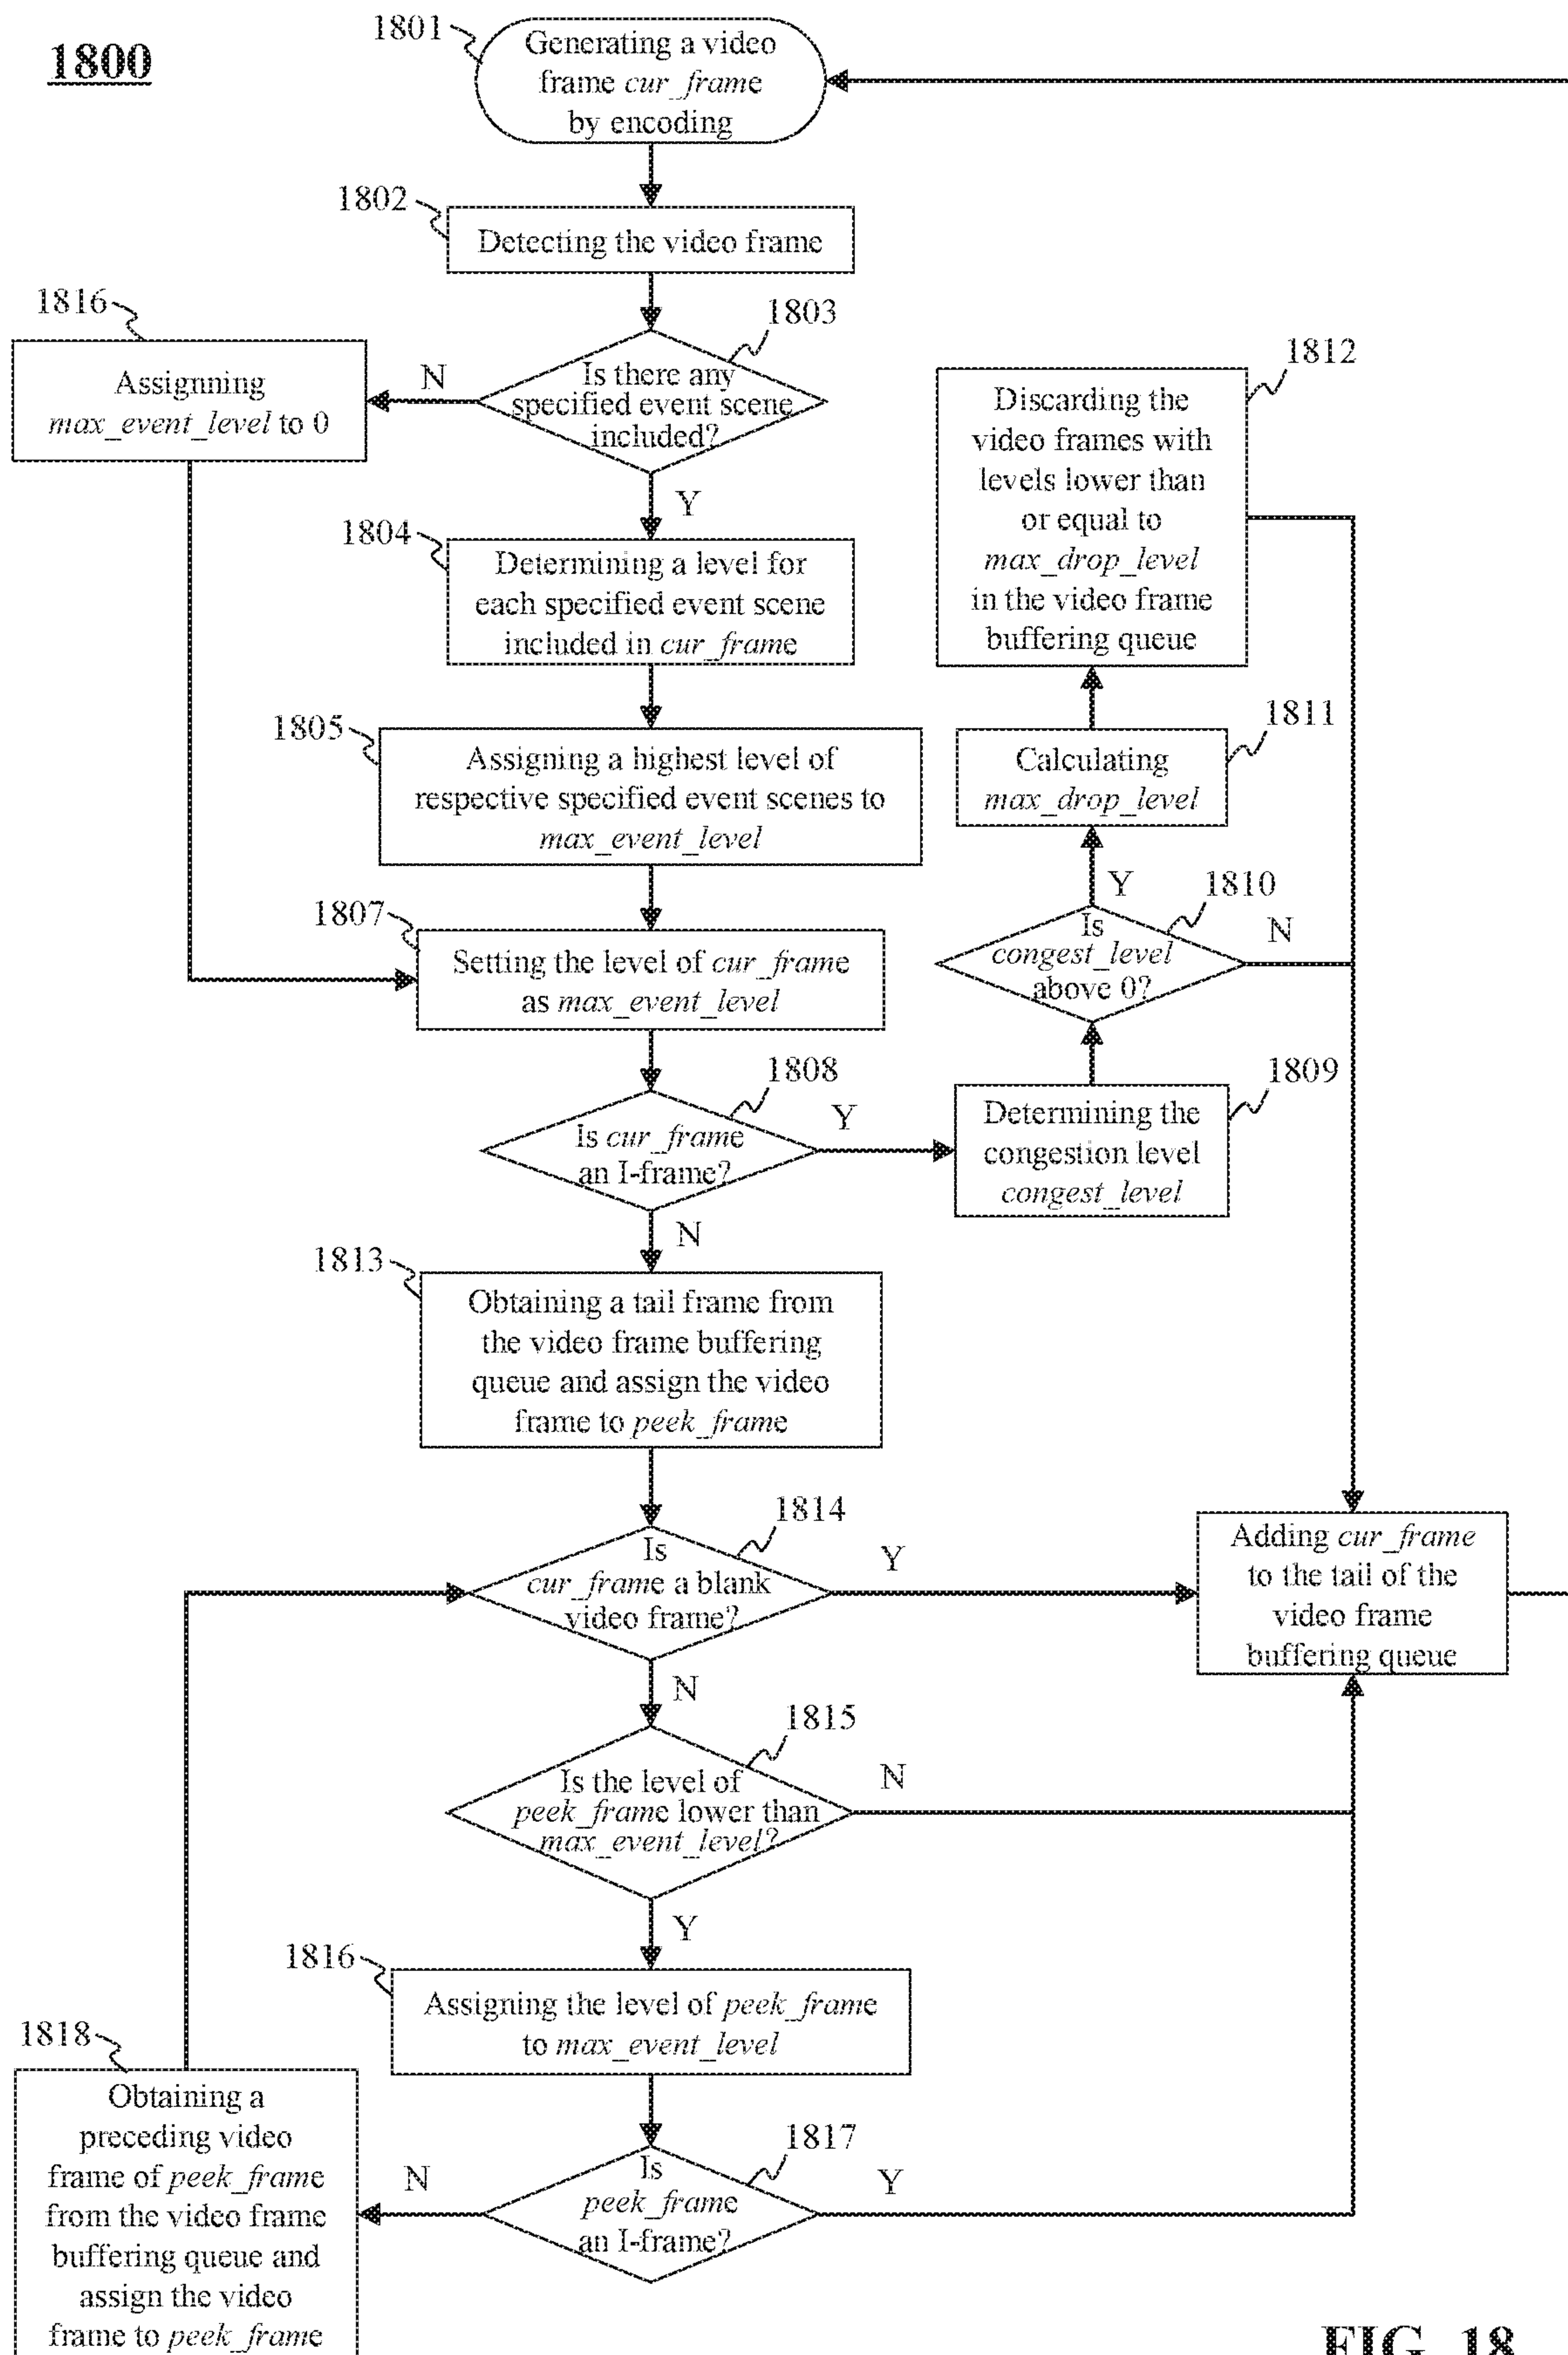 1800
1801
Generating a video
frame cur_frame
by encoding
1802
Detecting the video frame
1816
Assignning
max_event_level to 0
N
1803
Is there any
specified event scene
included?
Y
1804
Determining a level for
each specified event scene
included in cur_frame
1805
Assigning a highest level of
respective specified event scenes to
max_event_level
1807
Setting the level of cur_frame
as max_event_level
1808
Is cur_frame
an I-frame?
Y
N
1812
Discarding the
video frames with
levels lower than
or equal to
max_drop_level
in the video frame
buffering queue
1811
Calculating
max_drop_level
Y
1810
Is
congest_level
above 0?
N
1809
Determining the
congestion level
congest_level
1813
Obtaining a tail frame from
the video frame buffering
queue and assign the video
frame to peek_frame
1814
Is
cur_frame a blank
video frame?
Y
N
Adding cur_frame
to the tail of the
video frame
buffering queue
1815
Is the level of
peek_frame lower than
max_event_level?
N
Y
1816
Assigning the level of peek_frame
to max_event_level
1817
Is
peek_frame
an I-frame?
Y
N
1818
Obtaining a
preceding video
frame of peek_frame
from the video frame
buffering queue and
assign the video
frame to peek_frame
FIG. 18